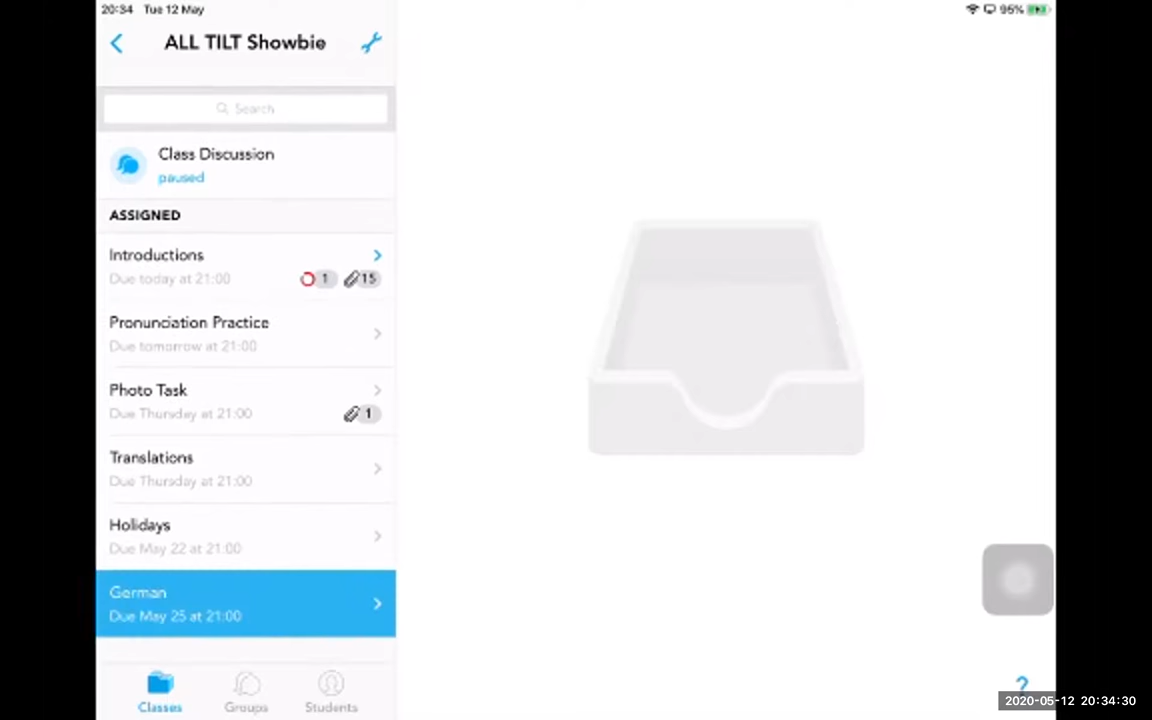 20:34 Tue 12 May
95%
ALL TILT Showbie
Search
Class Discussion
paused
ASSIGNED
Introductions
Due today at 21:00
1 15
Pronunciation Practice
Due tomorrow at 21:00
Photo Task
Due Thursday at 21:00
1
Translations
Due Thursday at 21:00
Holidays
Due May 22 at 21:00
German
Due May 25 at 21:00
Classes Groups Students
?
2020-05-12 20:34:30